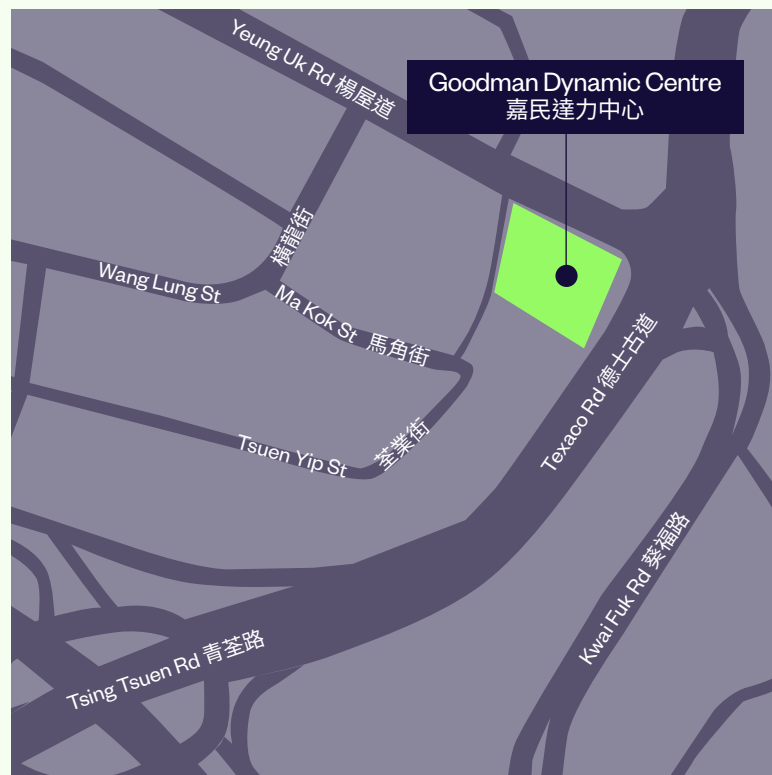 Yeung Uk Rd 楊屋道
Goodman Dynamic Centre
嘉民達力中心
橫龍街
Wang Lung St
Ma Kok St 馬角街
Texaco Rd 德士古道
Tsuen Yip St 荃業街
Kwai Fuk Rd 葵福路
Tsing Tsuen Rd 青荃路